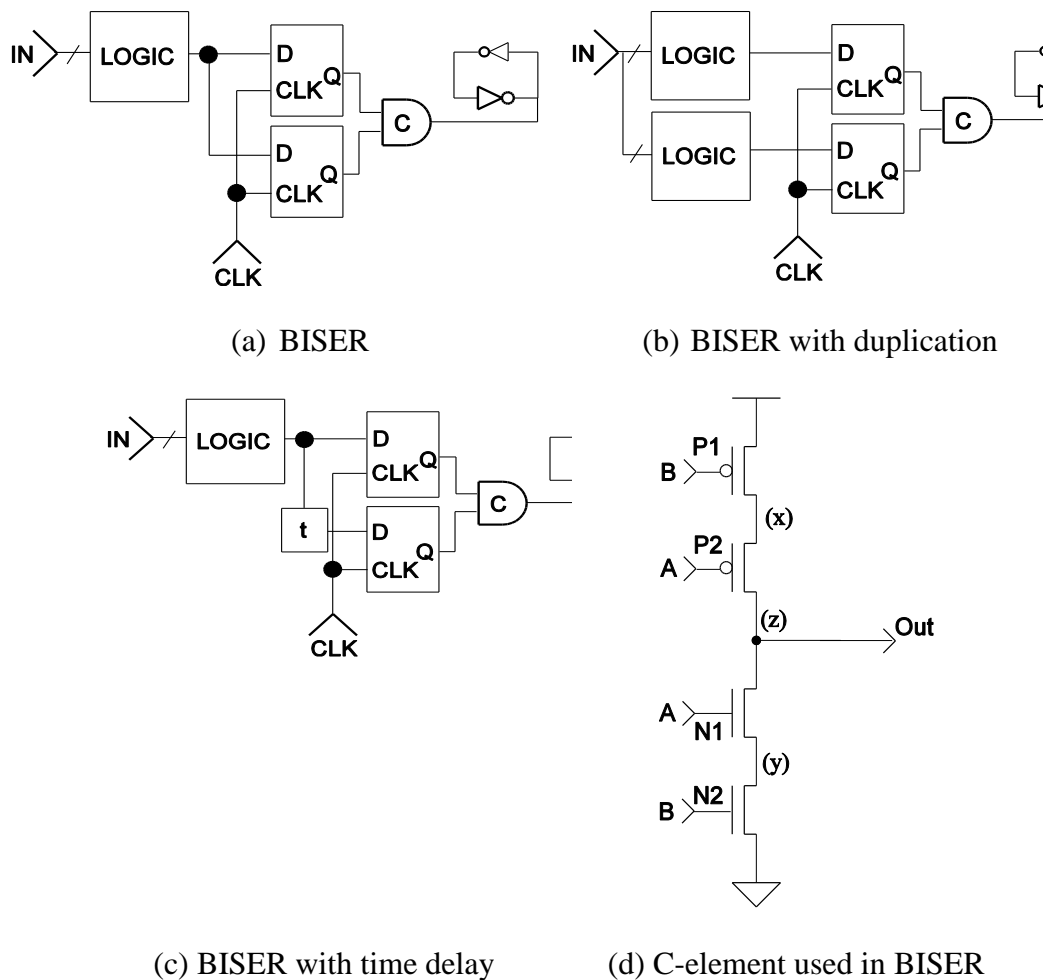 IN
LOGIC
D
Q
CLK
C
D
Q
CLK
CLK
(a) BISER
IN
LOGIC
D
Q
CLK
C
LOGIC
D
Q
CLK
CLK
(b) BISER with duplication
IN
LOGIC
D
Q
CLK
C
t
D
Q
CLK
CLK
(c) BISER with time delay
P1
B
(x)
P2
A
(z)
Out
A
N1
(y)
N2
B
(d) C-element used in BISER